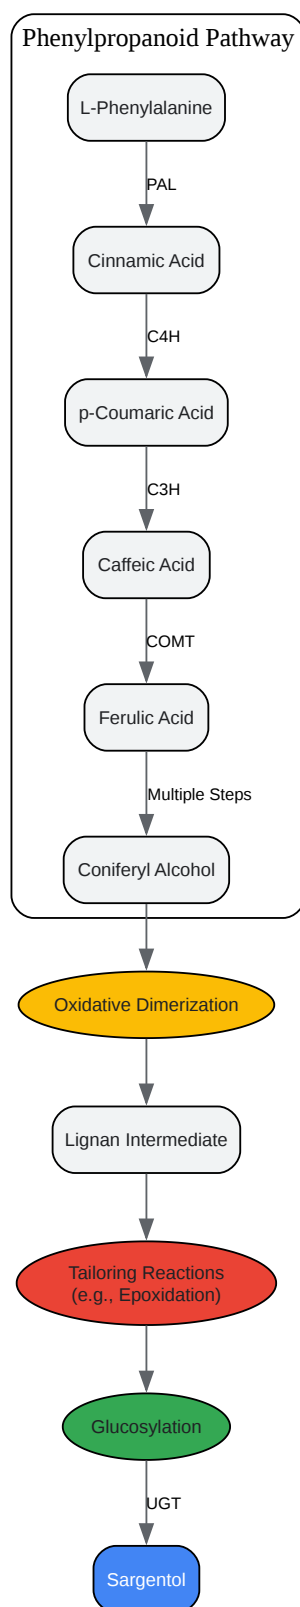 Phenylpropanoid Pathway
L-Phenylalanine
PAL
Cinnamic Acid
C4H
p-Coumaric Acid
C3H
Caffeic Acid
COMT
Ferulic Acid
Multiple Steps
Coniferyl Alcohol
Oxidative Dimerization
Lignan Intermediate
Tailoring Reactions
(e.g., Epoxidation)
Glucosylation
UGT
Sargentol